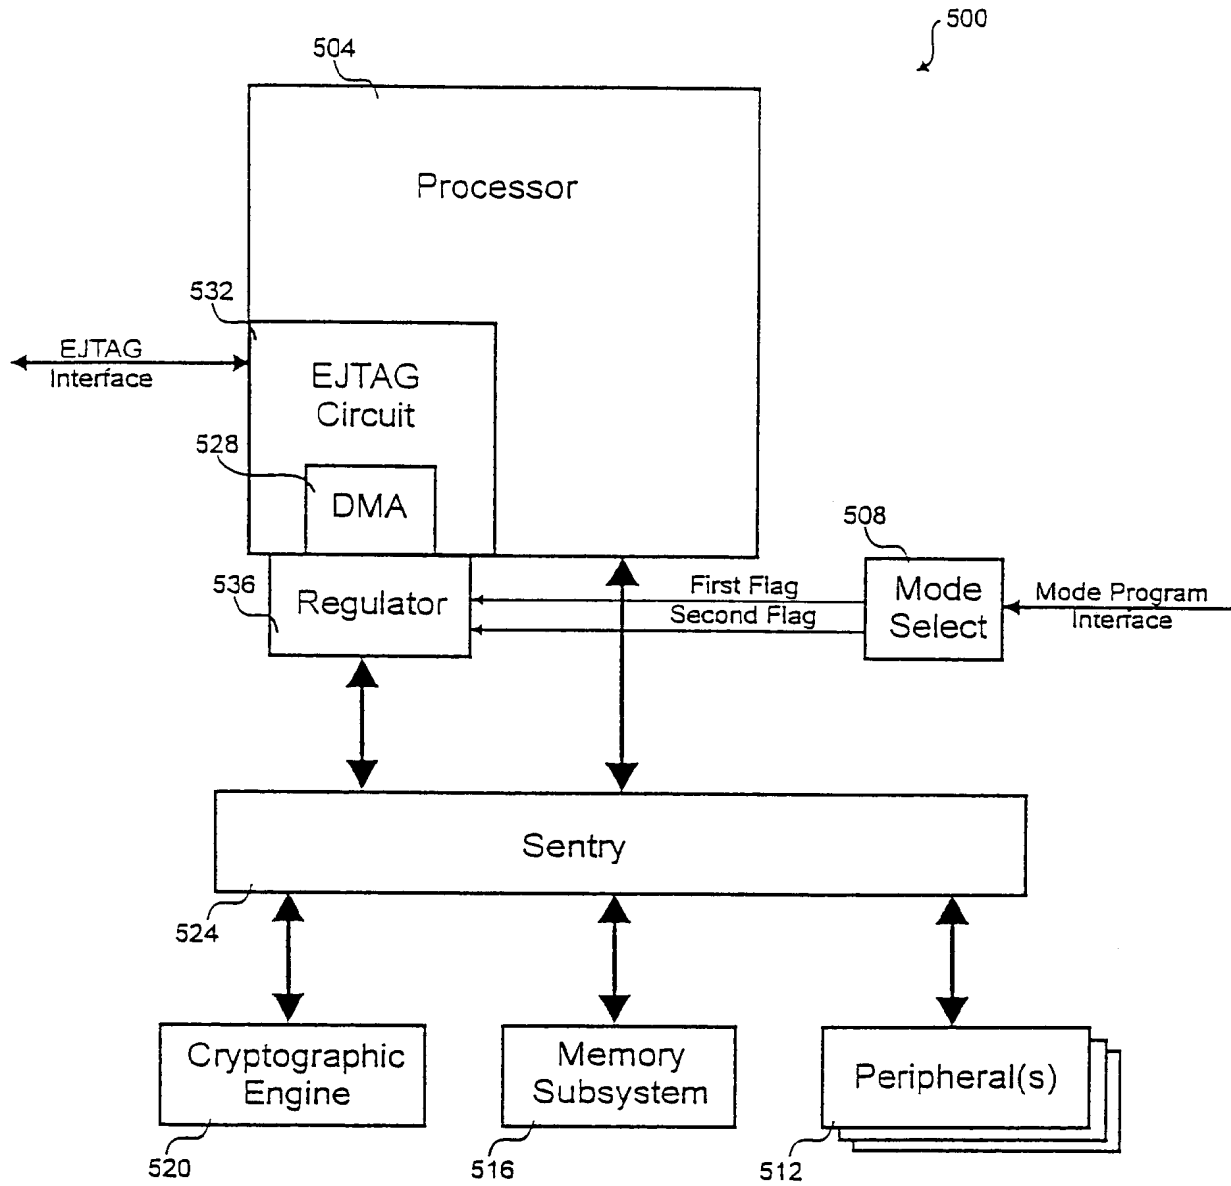 500
504
Processor
532
EJTAG
Interface
EJTAG
Circuit
528
DMA
508
Mode
Select
Mode Program
Interface
First Flag
Second Flag
536
Regulator
Sentry
524
Cryptographic
Engine
520
Memory
Subsystem
516
Peripheral(s)
512